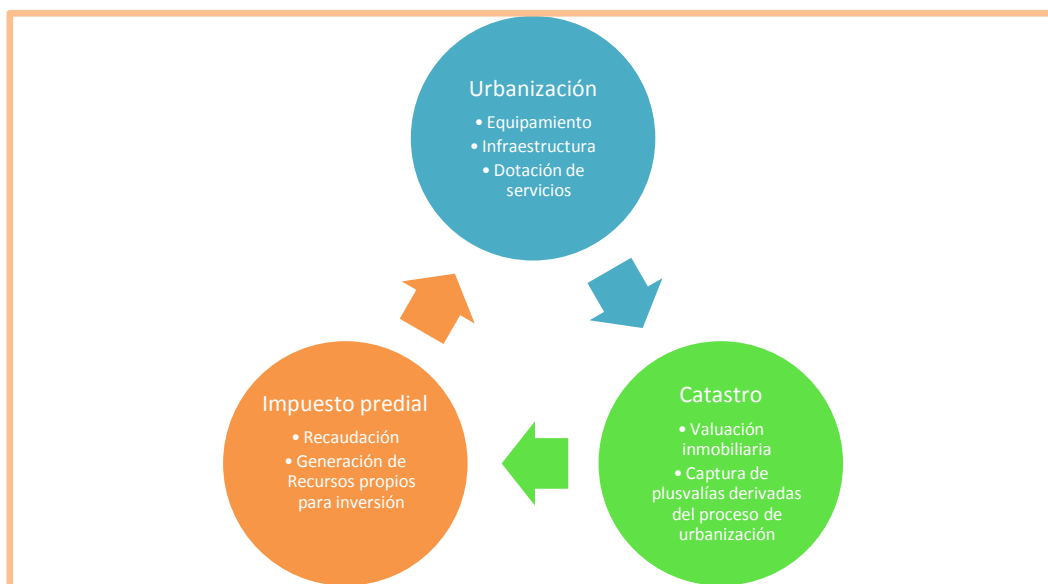 Urbanización
• Equipamiento
• Infraestructura
• Dotación de
servicios
Impuesto predial
• Recaudación
• Generación de
Recursos propios
para inversión
Catastro
• Valuación
inmobiliaria
• Captura de
plusvalías derivadas
del proceso de
urbanización